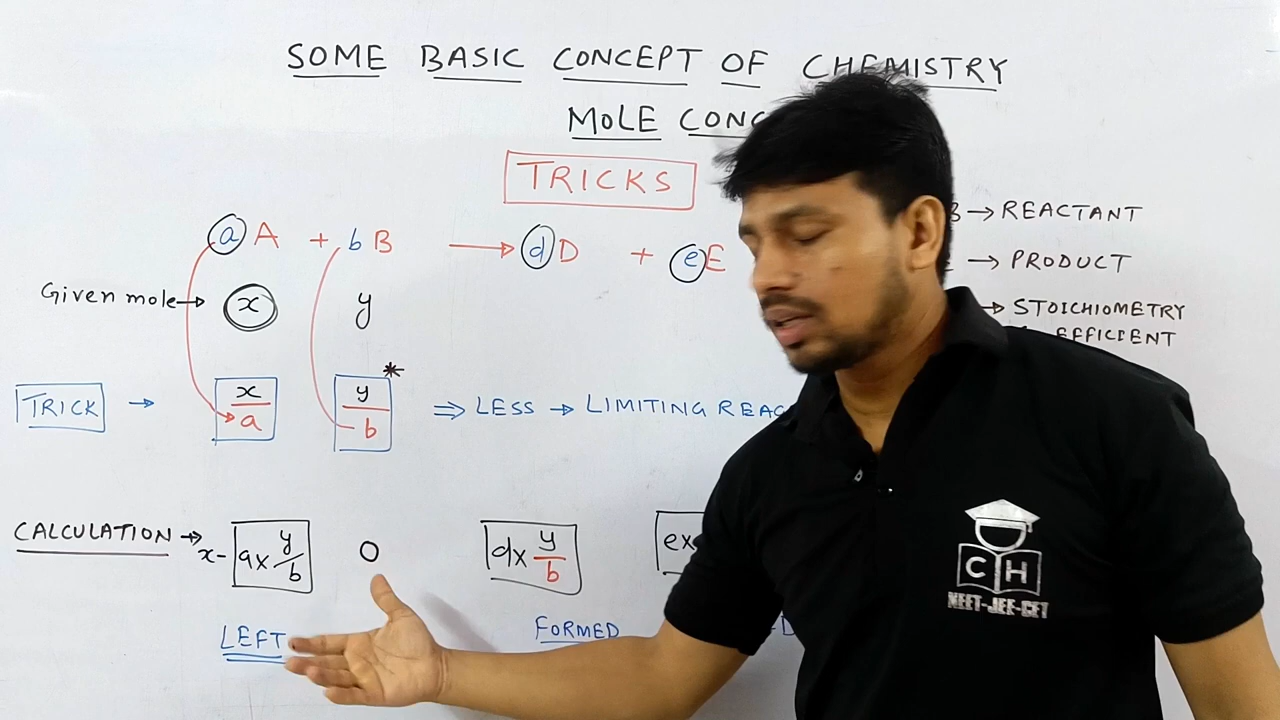 SOME BASIC CONCEPT OF CHEMISTRY
MOLE CONC
TRICKS
aA + bB → dD + eE
Given mole → x y
B → REACTANT
E → PRODUCT
→ STOICHIOMETRY
EFFICIENT
TRICK → x/a y/b * ⇒ LESS → LIMITING REAC
CALCULATION → x- a x y/b 0 d x y/b ex
LEFT FORMED ED
C H
NEET-JEE-CET